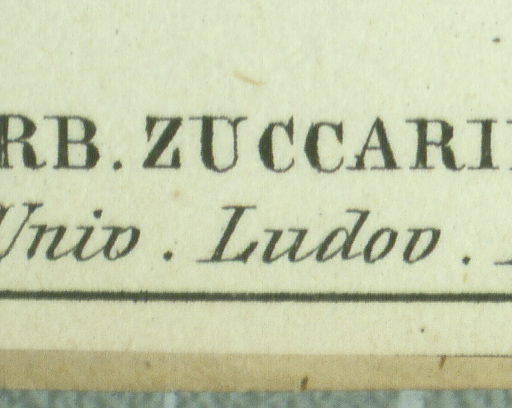 RB. ZUCCARI
Univ. Ludov.